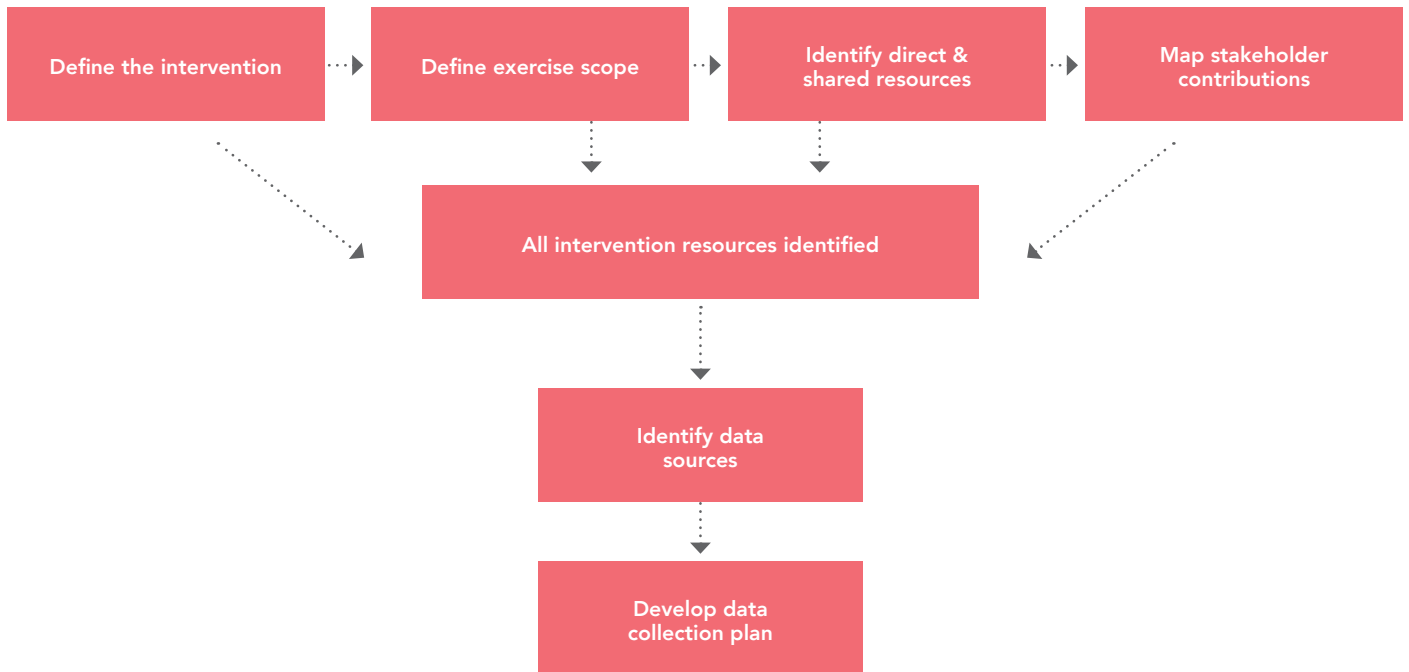 Define the intervention
Define exercise scope
Identify direct &
shared resources
Map stakeholder
contributions
All intervention resources identified
Identify data
sources
Develop data
collection plan